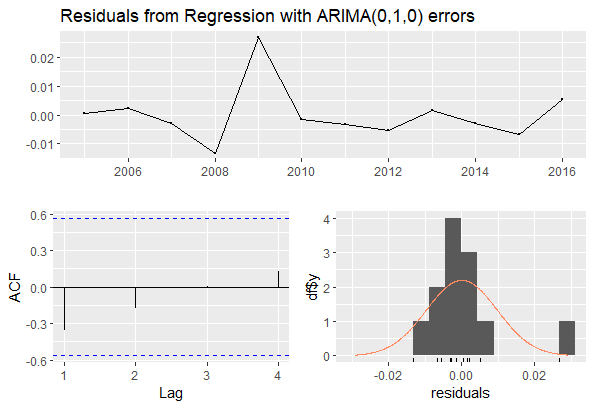 Residuals from Regression with ARIMA(0,1,0) errors
0.02
0.01
0.00
-0.01
2006 2008 2010 2012 2014 2016
ACF
0.6
0.3
0.0
-0.3
-0.6
1 2 3 4
Lag
4
3
2
1
0
-0.02 0.00 0.02
residuals